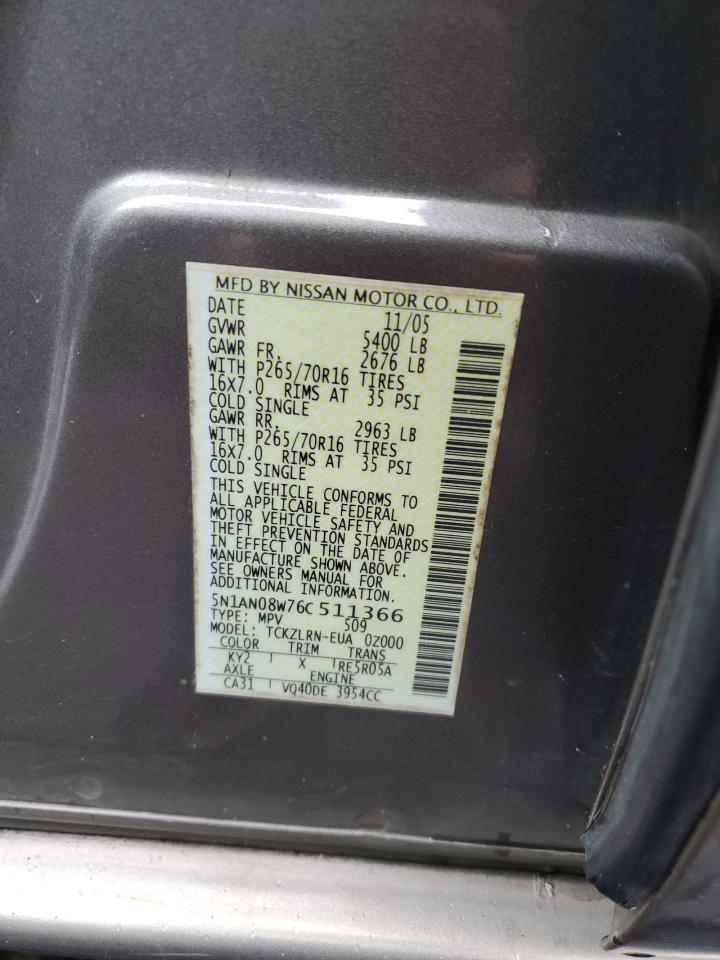 MFD BY NISSAN MOTOR CO., LTD.
DATE 11/05
GVWR 5400 LB
GAWR FR. 2676 LB
WITH P265/70R16 TIRES
16X7.0 RIMS AT 35 PSI
COLD SINGLE
GAWR RR. 2963 LB
WITH P265/70R16 TIRES
16X7.0 RIMS AT 35 PSI
COLD SINGLE
THIS VEHICLE CONFORMS TO
ALL APPLICABLE FEDERAL
MOTOR VEHICLE SAFETY AND
THEFT PREVENTION STANDARDS
IN EFFECT ON THE DATE OF
MANUFACTURE SHOWN ABOVE.
SEE OWNERS MANUAL FOR
ADDITIONAL INFORMATION.
5N1AN08W76C511366
TYPE: MPV 509
MODEL: TCKZLRN-EUA 0Z000
COLOR TRIM TRANS
KY2 X RE5R05A
AXLE ENGINE
CA31 VQ40DE 3954CC